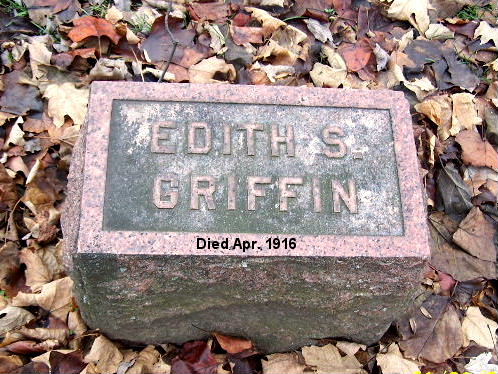 EDITH S.
GRIFFIN
Died Apr. 1916